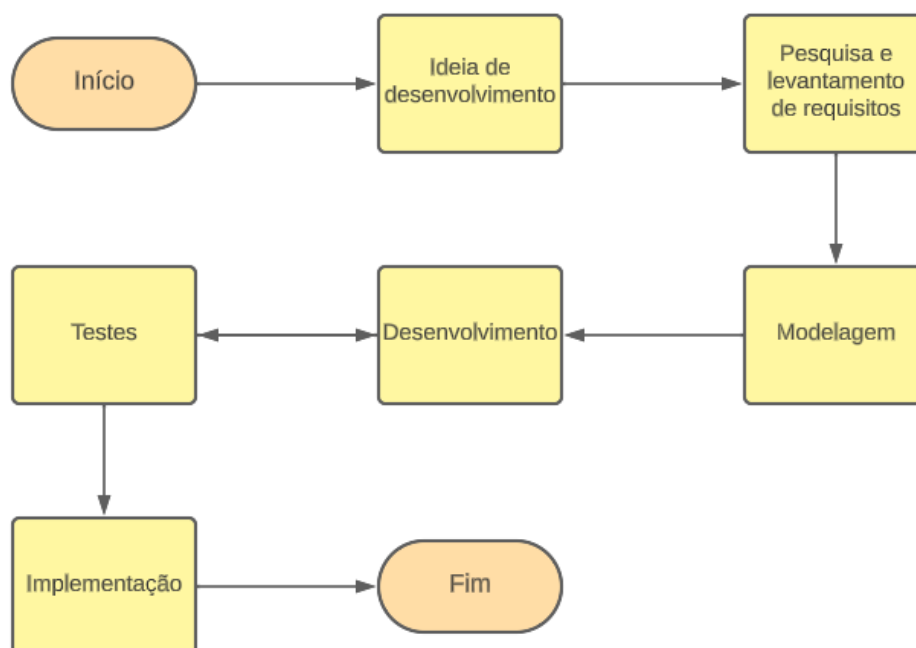 Início
Ideia de
desenvolvimento
Pesquisa e
levantamento
de requisitos
Testes
Desenvolvimento
Modelagem
Implementação
Fim